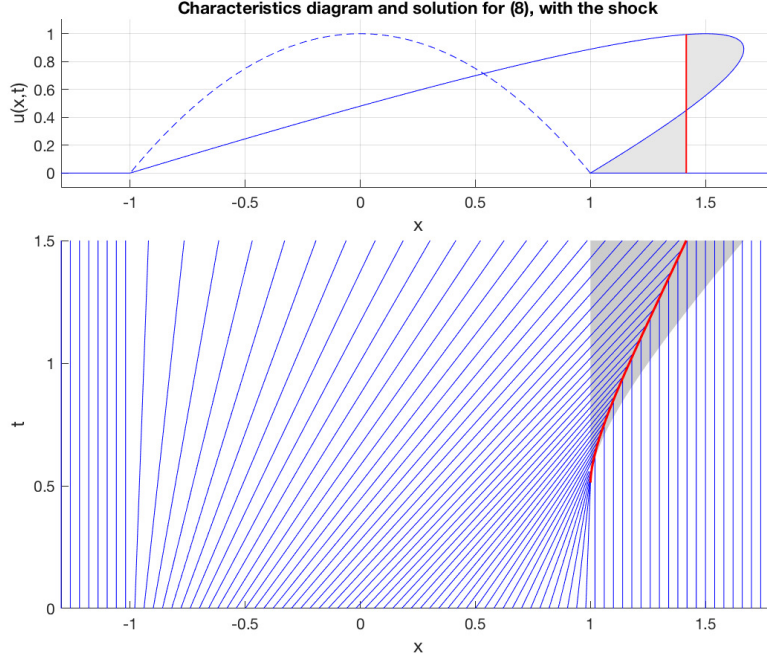 Characteristics diagram and solution for (8), with the shock
u(x,t)
1
0.8
0.6
0.4
0.2
0
-1 -0.5 0 0.5 1 1.5
x
t
1.5
1
0.5
0
-1 -0.5 0 0.5 1 1.5
x